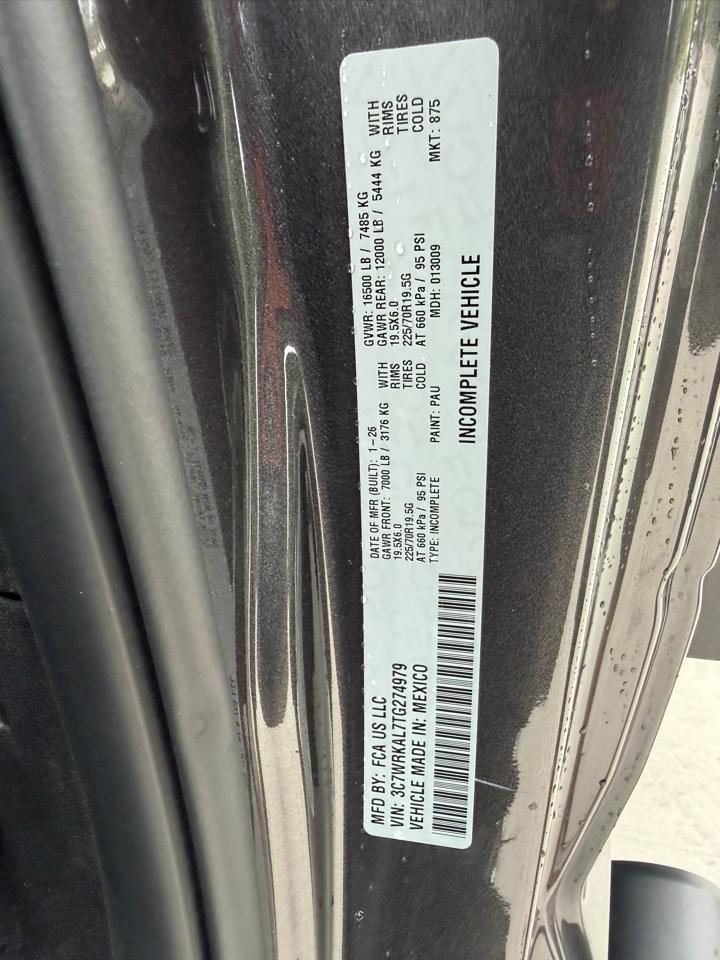 MFD BY: FCA US LLC
VIN: 3C7WRKAL7TG274979
VEHICLE MADE IN: MEXICO
DATE OF MFR (BUILT): 1-26
GAWR FRONT: 7000 LB / 3176 KG WITH
19.5X6.0 RIMS
225/70R19.5G TIRES
AT 660 kPa / 95 PSI COLD
TYPE: INCOMPLETE
GVWR: 16500 LB / 7485 KG
GAWR REAR: 12000 LB / 5444 KG WITH
19.5X6.0 RIMS
225/70R19.5G TIRES
AT 660 kPa / 95 PSI COLD
PAINT: PAU MDH: 013009 MKT: 875
INCOMPLETE VEHICLE